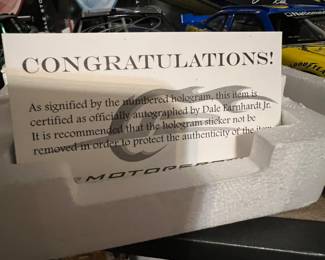 CONGRATULATIONS!
As signified by the numbered hologram, this item is
certified as officially autographed by Dale Earnhardt Jr.
It is recommended that the hologram sticker not be
removed in order to protect the authenticity of the item